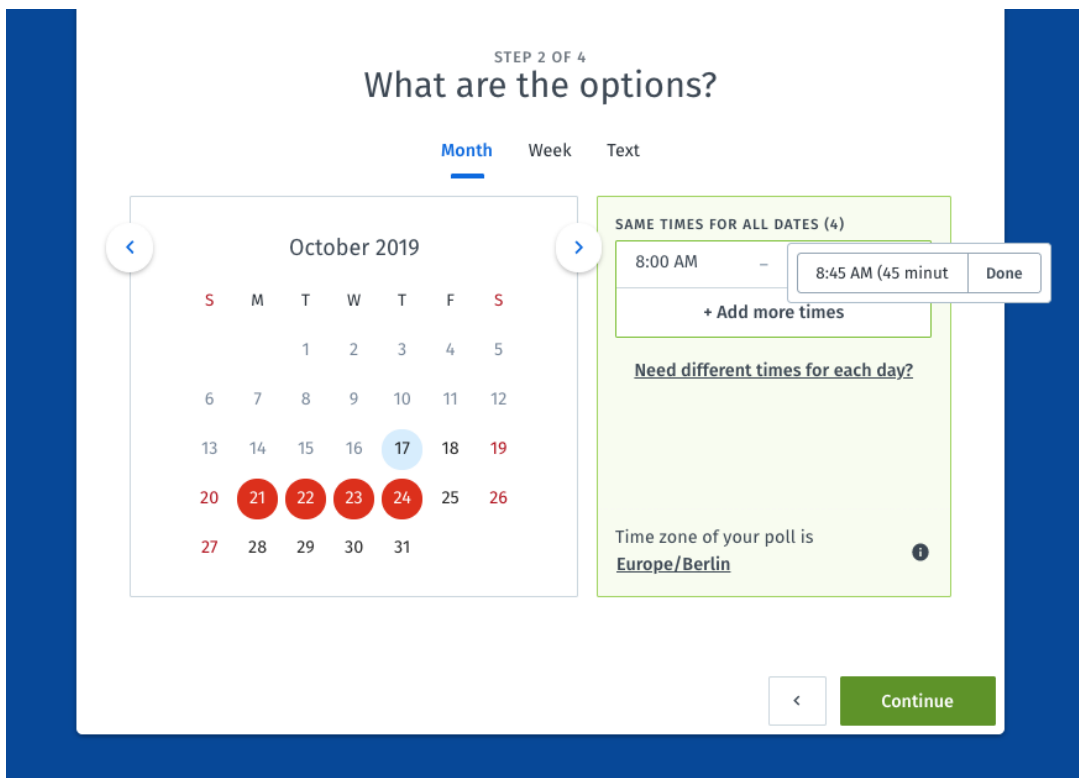 STEP 2 OF 4
What are the options?
Month Week Text
October 2019
S M T W T F S
1 2 3 4 5
6 7 8 9 10 11 12
13 14 15 16 17 18 19
20 21 22 23 24 25 26
27 28 29 30 31
SAME TIMES FOR ALL DATES (4)
8:00 AM – 8:45 AM (45 minut Done
+ Add more times
Need different times for each day?
Time zone of your poll is
Europe/Berlin
Continue